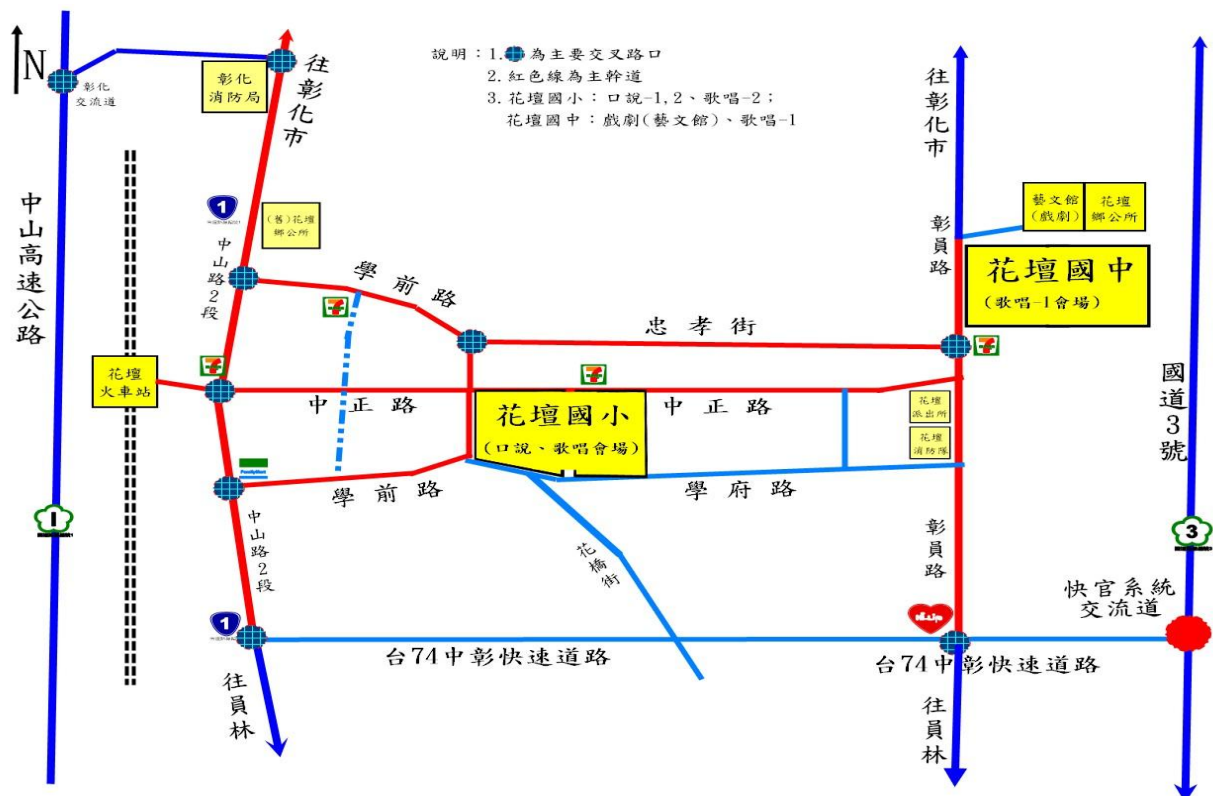 N
說明：1. 為主要交叉路口
2. 紅色線為主幹道
3. 花壇國小：口說-1,2、歌唱-2；
花壇國中：戲劇(藝文館)、歌唱-1
彰化
交流道
彰化
消防局
往彰化市
往彰化市
中山高速公路
1
(舊)花壇
鄉公所
中山路2段
學前路
彰員路
藝文館
(戲劇)
花壇
鄉公所
花壇國中
(歌唱-1會場)
忠孝街
花壇
火車站
中正路
花壇國小
(口說、歌唱會場)
中正路
花壇
派出所
花壇
消防隊
國道3號
FamilyMart
學前路
學府路
中山路2段
花橋街
彰員路
1
3
快官系統
交流道
1
台74中彰快速道路
台74中彰快速道路
往員林
往員林